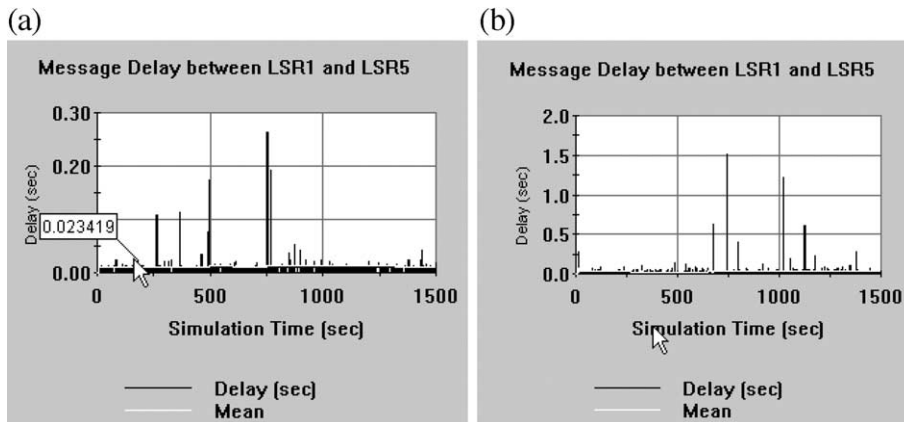 (a)
Message Delay between LSR1 and LSR5
0.30
0.20
0.00
Delay (sec)
0.023419
0 500 1000 1500
Simulation Time (sec)
Delay (sec)
Mean
(b)
Message Delay between LSR1 and LSR5
2.0
1.5
1.0
0.5
0.0
Delay (sec)
0 500 1000 1500
Simulation Time (sec)
Delay (sec)
Mean